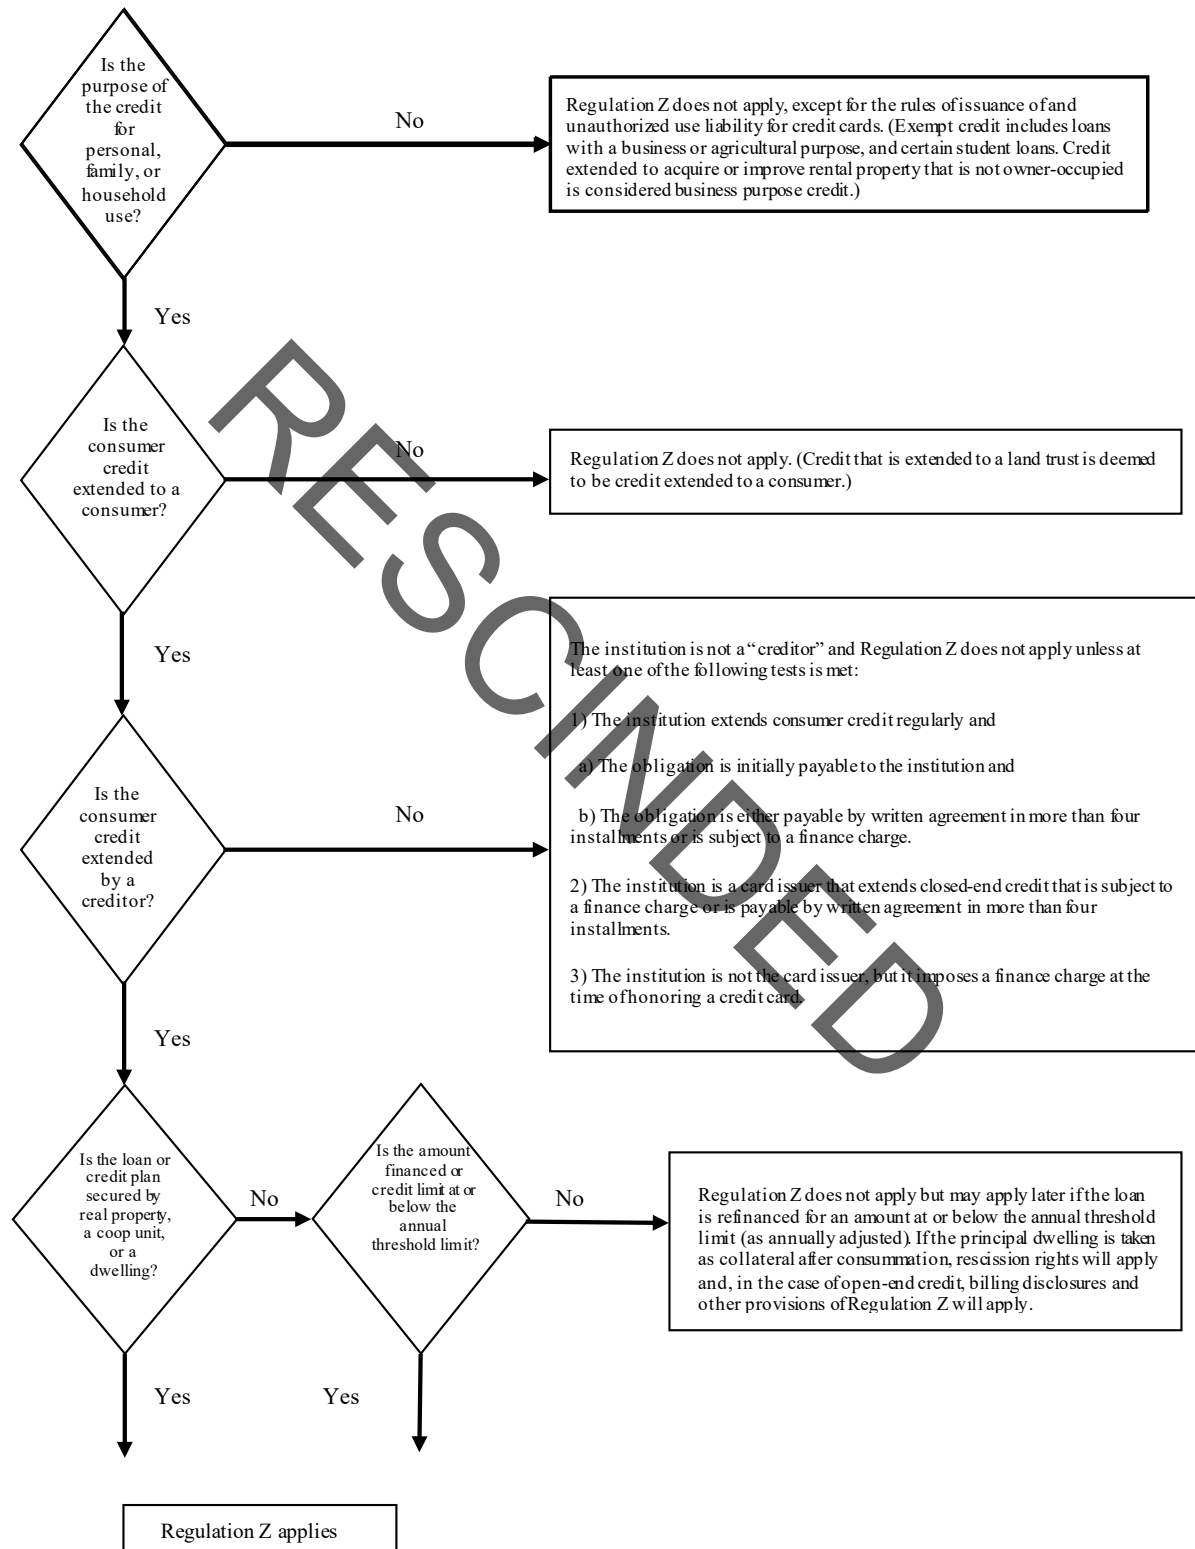 Is the
purpose of
the credit
for
personal,
family, or
household
use?
No
Regulation Z does not apply, except for the rules of issuance of and
unauthorized use liability for credit cards. (Exempt credit includes loans
with a business or agricultural purpose, and certain student loans. Credit
extended to acquire or improve rental property that is not owner-occupied
is considered business purpose credit.)
Yes
Is the
consumer
credit
extended to a
consumer?
No
Regulation Z does not apply. (Credit that is extended to a land trust is deemed
to be credit extended to a consumer.)
Yes
Is the
consumer
credit
extended
by a
creditor?
No
The institution is not a “creditor” and Regulation Z does not apply unless at
least one of the following tests is met:
1) The institution extends consumer credit regularly and
a) The obligation is initially payable to the institution and
b) The obligation is either payable by written agreement in more than four
installments or is subject to a finance charge.
2) The institution is a card issuer that extends closed-end credit that is subject to
a finance charge or is payable by written agreement in more than four
installments.
3) The institution is not the card issuer, but it imposes a finance charge at the
time of honoring a credit card.
Yes
Is the loan or
credit plan
secured by
real property,
a coop unit,
or a
dwelling?
No
Is the amount
financed or
credit limit at or
below the
annual
threshold limit?
No
Regulation Z does not apply but may apply later if the loan
is refinanced for an amount at or below the annual threshold
limit (as annually adjusted). If the principal dwelling is taken
as collateral after consummation, rescission rights will apply
and, in the case of open-end credit, billing disclosures and
other provisions of Regulation Z will apply.
Yes
Yes
Regulation Z applies
RESCINDED